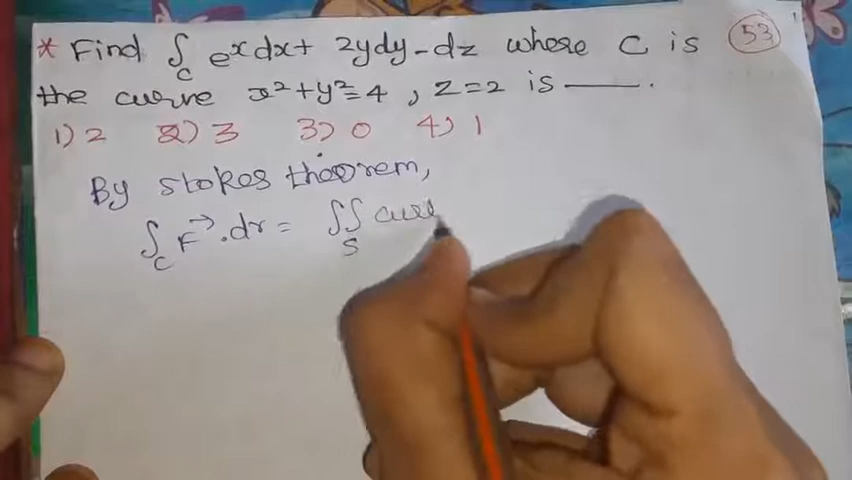 * Find ∫_C e^x dx + 2ydy - dz where C is (53)
the curve x² + y² = 4 , z = 2 is ———.
1) 2 2) 3 3) 0 4) 1
By stokes theorem,
∫_C F⃗ . dr = ∬_S curl